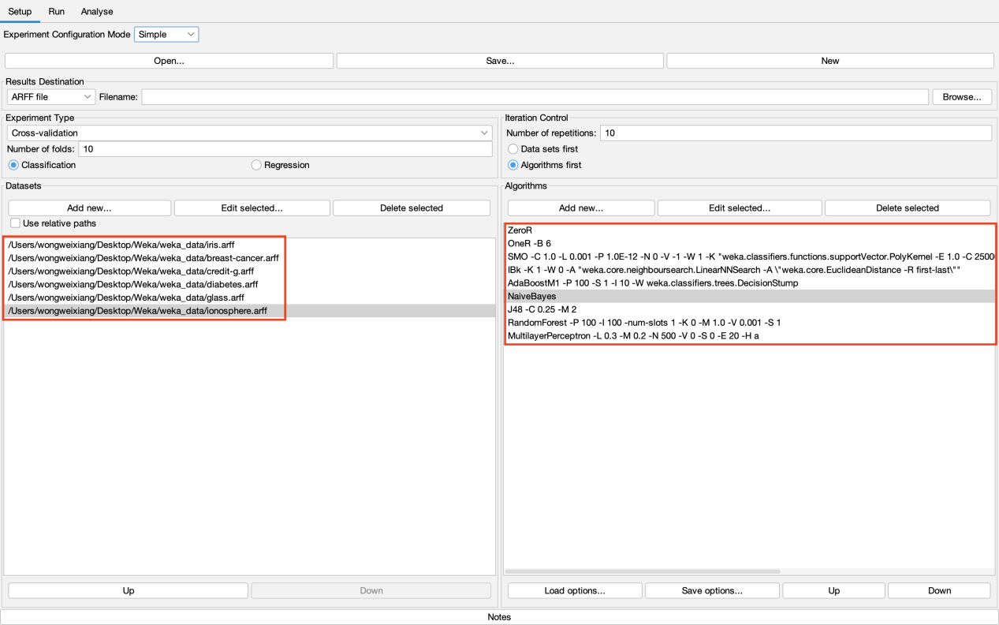 Setup Run Analyse
Experiment Configuration Mode Simple
Open... Save... New
Results Destination
ARFF file Filename: Browse...
Experiment Type
Cross-validation
Number of folds: 10
Classification Regression
Iteration Control
Number of repetitions: 10
Data sets first
Algorithms first
Datasets
Add new... Edit selected... Delete selected
Use relative paths
/Users/wongweixiang/Desktop/Weka/weka_data/iris.arff
/Users/wongweixiang/Desktop/Weka/weka_data/breast-cancer.arff
/Users/wongweixiang/Desktop/Weka/weka_data/credit-g.arff
/Users/wongweixiang/Desktop/Weka/weka_data/diabetes.arff
/Users/wongweixiang/Desktop/Weka/weka_data/glass.arff
/Users/wongweixiang/Desktop/Weka/weka_data/ionosphere.arff
Up Down
Algorithms
Add new... Edit selected... Delete selected
ZeroR
OneR -B 6
SMO -C 1.0 -L 0.001 -P 1.0E-12 -N 0 -V -1 -W 1 -K "weka.classifiers.functions.supportVector.PolyKernel -E 1.0 -C 2500
IBk -K 1 -W 0 -A "weka.core.neighboursearch.LinearNNSearch -A \"weka.core.EuclideanDistance -R first-last\""
AdaBoostM1 -P 100 -S 1 -I 10 -W weka.classifiers.trees.DecisionStump
NaiveBayes
J48 -C 0.25 -M 2
RandomForest -P 100 -I 100 -num-slots 1 -K 0 -M 1.0 -V 0.001 -S 1
MultilayerPerceptron -L 0.3 -M 0.2 -N 500 -V 0 -S 0 -E 20 -H a
Load options... Save options... Up Down
Notes